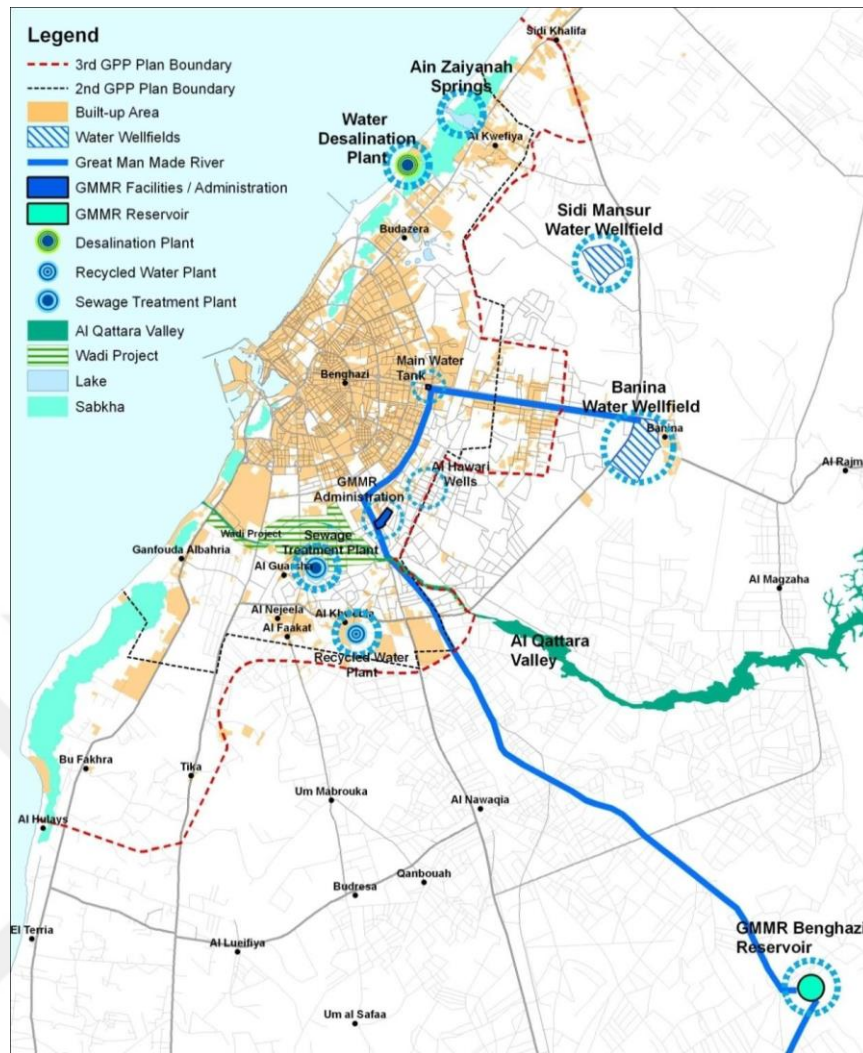 Legend
3rd GPP Plan Boundary
2nd GPP Plan Boundary
Built-up Area
Water Wellfields
Great Man Made River
GMMR Facilities / Administration
GMMR Reservoir
Desalination Plant
Recycled Water Plant
Sewage Treatment Plant
Al Qattara Valley
Wadi Project
Lake
Sabkha
Sidi Khalifa
Ain Zaiyanah
Springs
Water
Desalination
Plant
Al Kwefiya
Sidi Mansur
Water Wellfield
Budazera
Main Water
Tank
Benghazi
Banina
Water Wellfield
Banina
Al Rajm
Al Hawari
Wells
GMMR
Administration
Wadi Project
Sewage
Treatment Plant
Ganfouda Albahria
Al Magzaha
Al Nejeela
Al Faakat
Recycled Water
Plant
Al Qattara
Valley
Bu Fakhra
Tika
Um Mabrouka
Al Nawaqia
Al Hulays
Qanbouah
Budresa
El Terria
Al Lueifiya
GMMR Benghazi
Reservoir
Um al Safaa